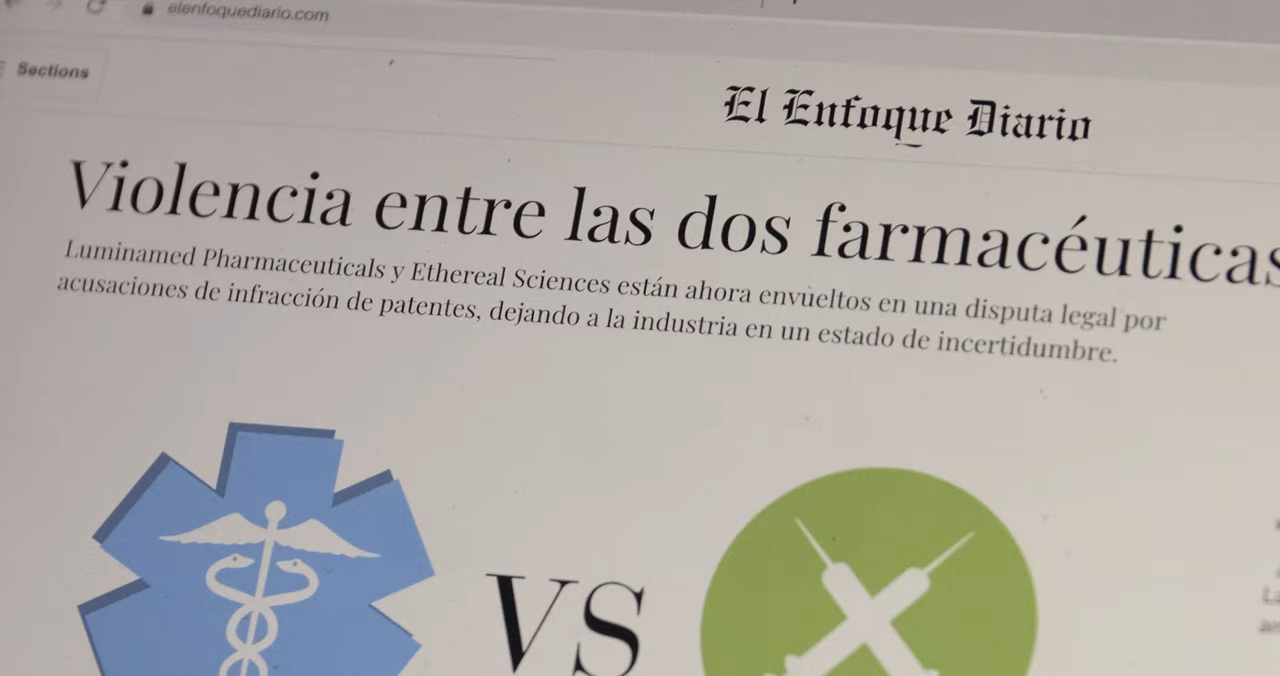 elenfoquediario.com
Sections
El Enfoque Diario
Violencia entre las dos farmacéuticas
Luminamed Pharmaceuticals y Ethereal Sciences están ahora envueltos en una disputa legal por
acusaciones de infracción de patentes, dejando a la industria en un estado de incertidumbre.
VS